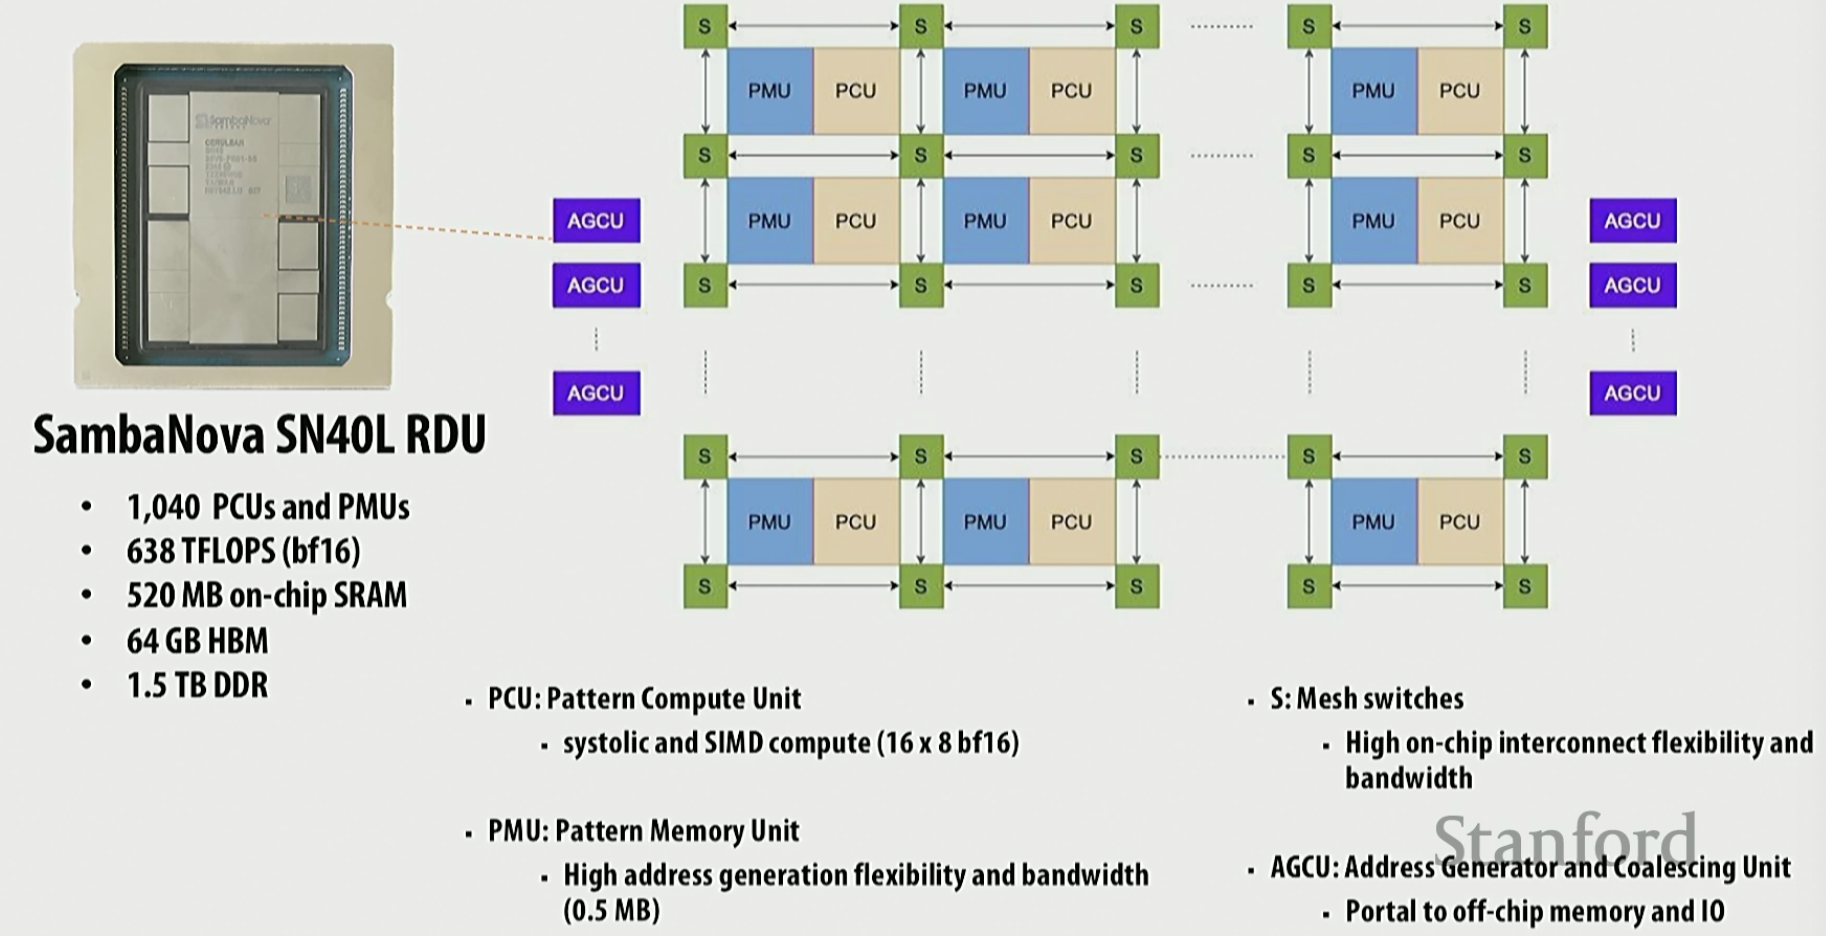 S S S S S
PMU PCU PMU PCU PMU PCU
S S S S S
AGCU PMU PCU PMU PCU PMU PCU AGCU
AGCU S S S S S AGCU
AGCU AGCU
S S S S S
PMU PCU PMU PCU PMU PCU
S S S S S
SambaNova
SambaNova SN40L RDU
• 1,040 PCUs and PMUs
• 638 TFLOPS (bf16)
• 520 MB on-chip SRAM
• 64 GB HBM
• 1.5 TB DDR
▪ PCU: Pattern Compute Unit
▪ systolic and SIMD compute (16 x 8 bf16)
▪ PMU: Pattern Memory Unit
▪ High address generation flexibility and bandwidth
(0.5 MB)
▪ S: Mesh switches
▪ High on-chip interconnect flexibility and
bandwidth
Stanford
▪ AGCU: Address Generator and Coalescing Unit
▪ Portal to off-chip memory and IO